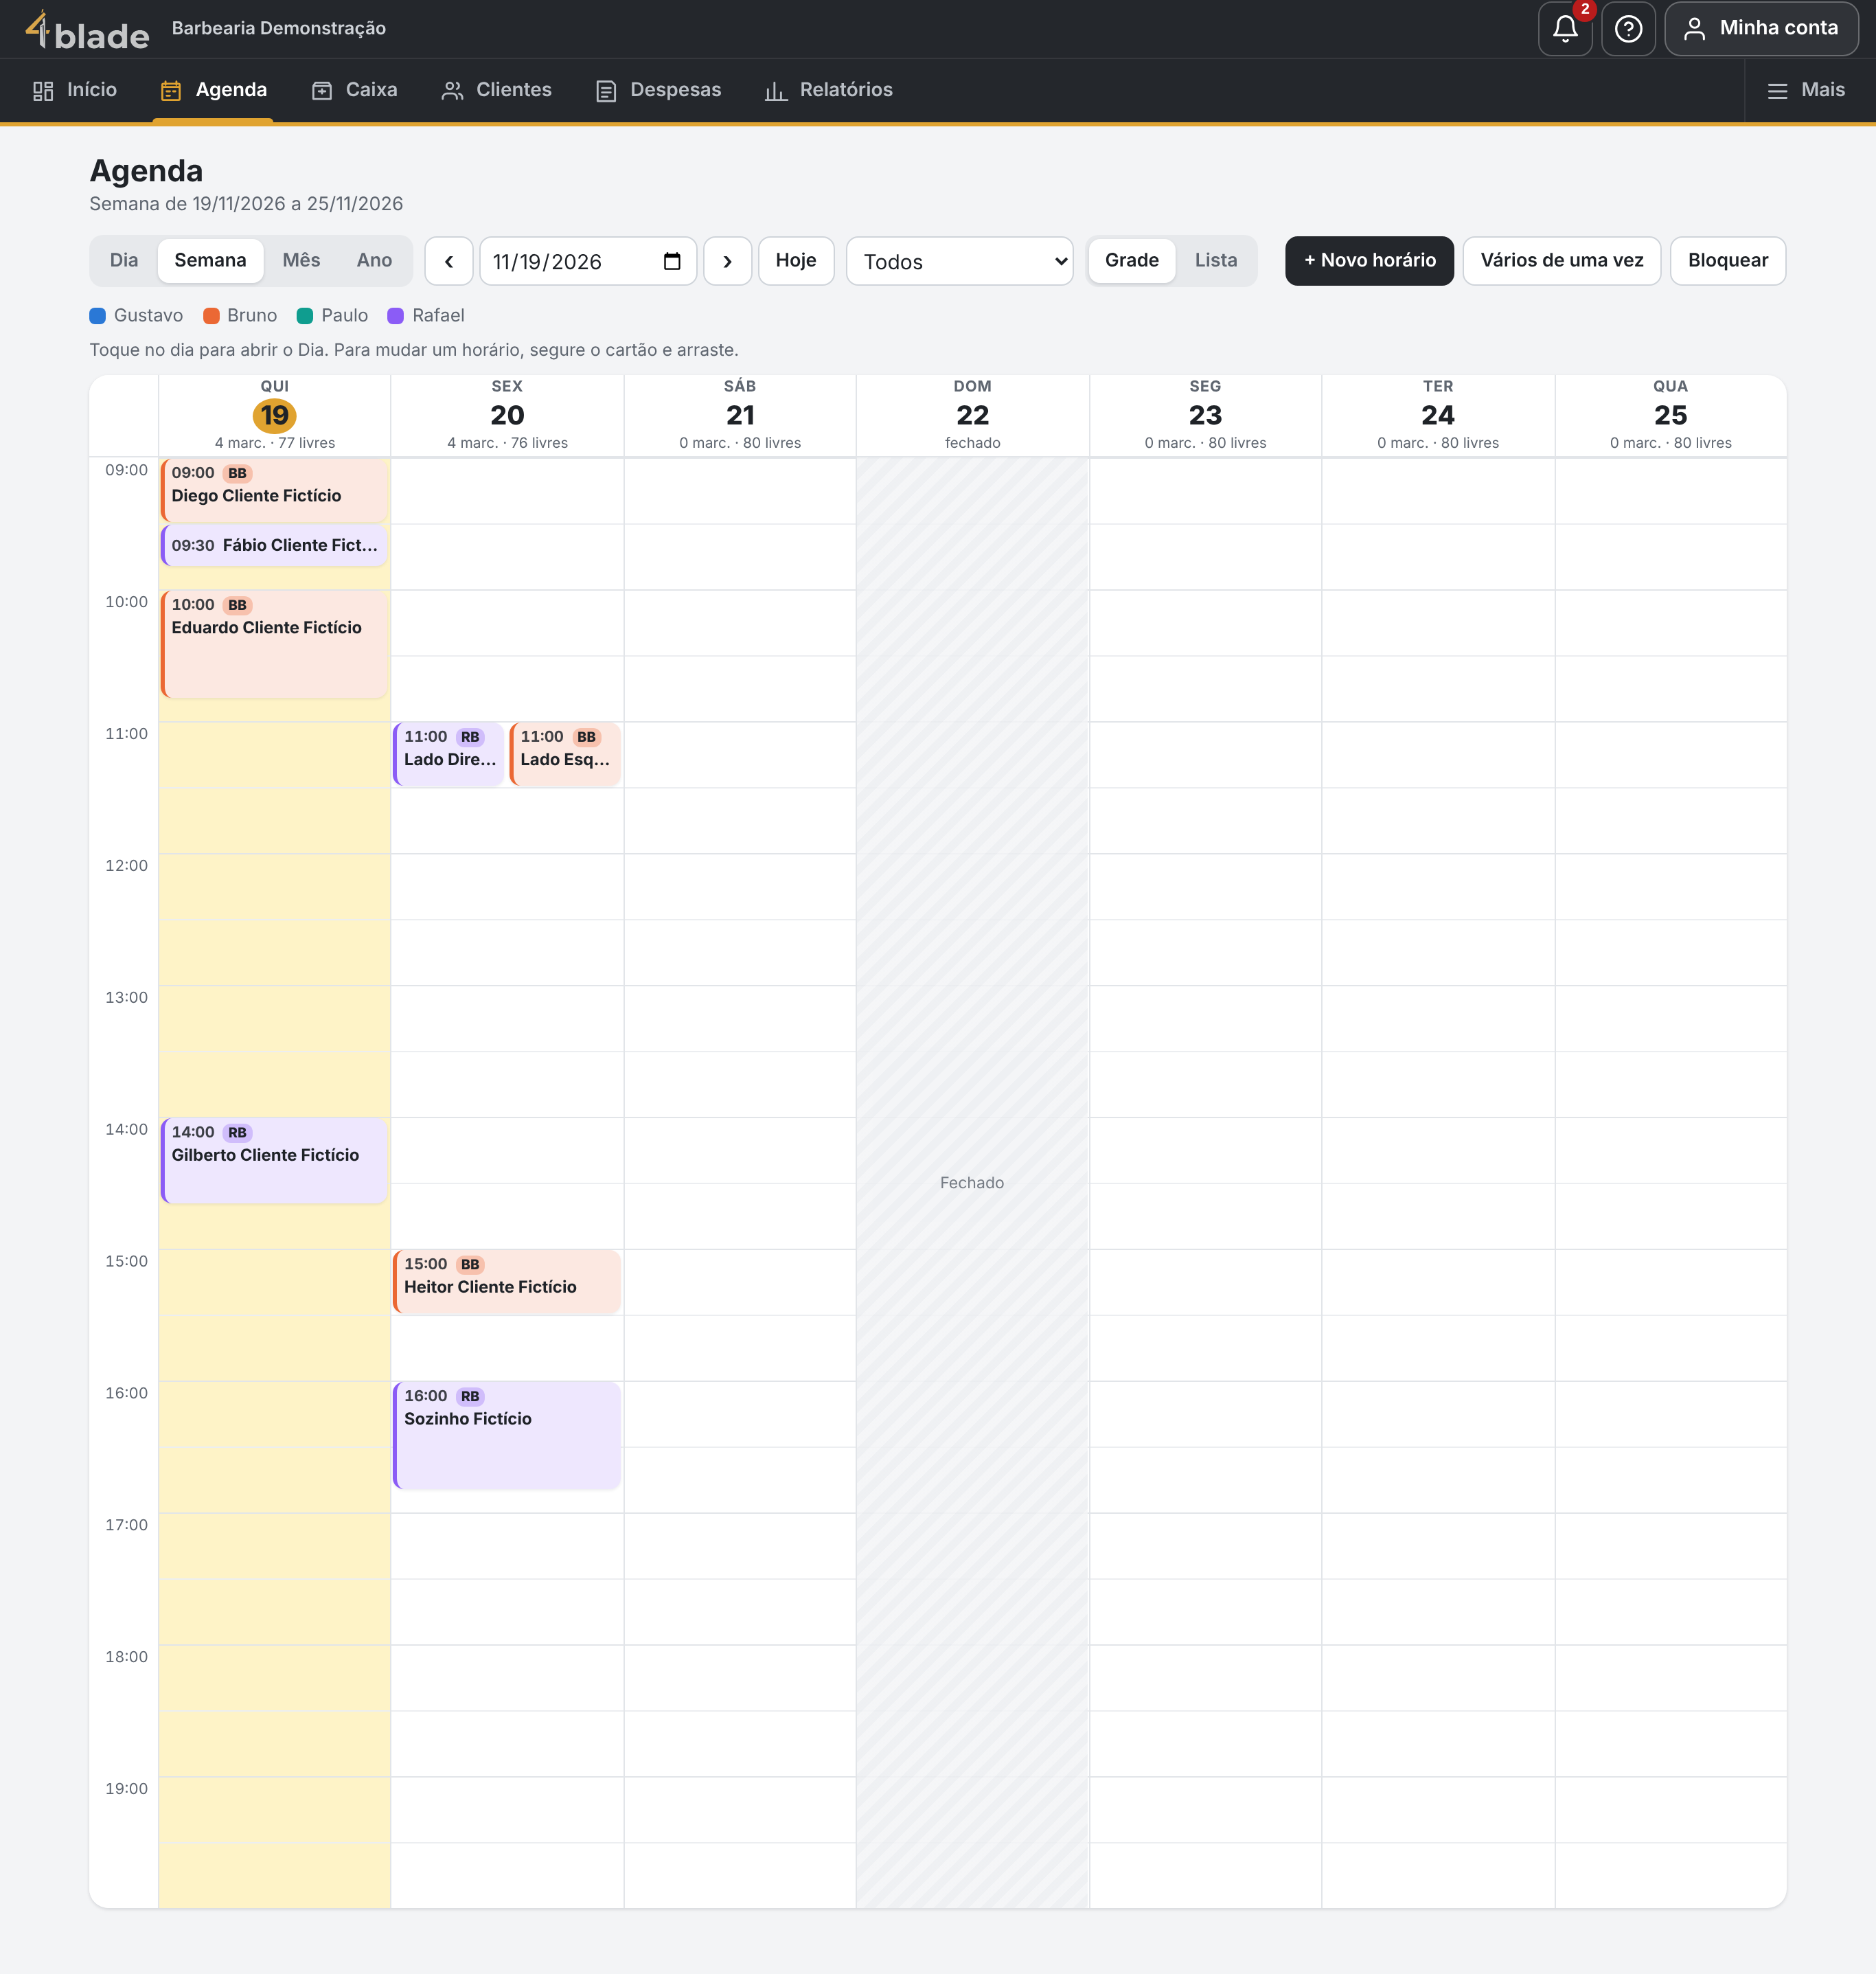 4blade Barbearia Demonstração
2
Minha conta
Início Agenda Caixa Clientes Despesas Relatórios Mais
Agenda
Semana de 19/11/2026 a 25/11/2026
Dia Semana Mês Ano ‹ 11/19/2026 › Hoje Todos Grade Lista + Novo horário Vários de uma vez Bloquear
Gustavo Bruno Paulo Rafael
Toque no dia para abrir o Dia. Para mudar um horário, segure o cartão e arraste.
QUI SEX SÁB DOM SEG TER QUA
19 20 21 22 23 24 25
4 marc. · 77 livres 4 marc. · 76 livres 0 marc. · 80 livres fechado 0 marc. · 80 livres 0 marc. · 80 livres 0 marc. · 80 livres
09:00 09:00 BB
Diego Cliente Fictício
09:30 Fábio Cliente Fict...
10:00 10:00 BB
Eduardo Cliente Fictício
11:00 11:00 RB 11:00 BB
Lado Dire... Lado Esq...
12:00
13:00
14:00 14:00 RB
Gilberto Cliente Fictício
Fechado
15:00 15:00 BB
Heitor Cliente Fictício
16:00 16:00 RB
Sozinho Fictício
17:00
18:00
19:00